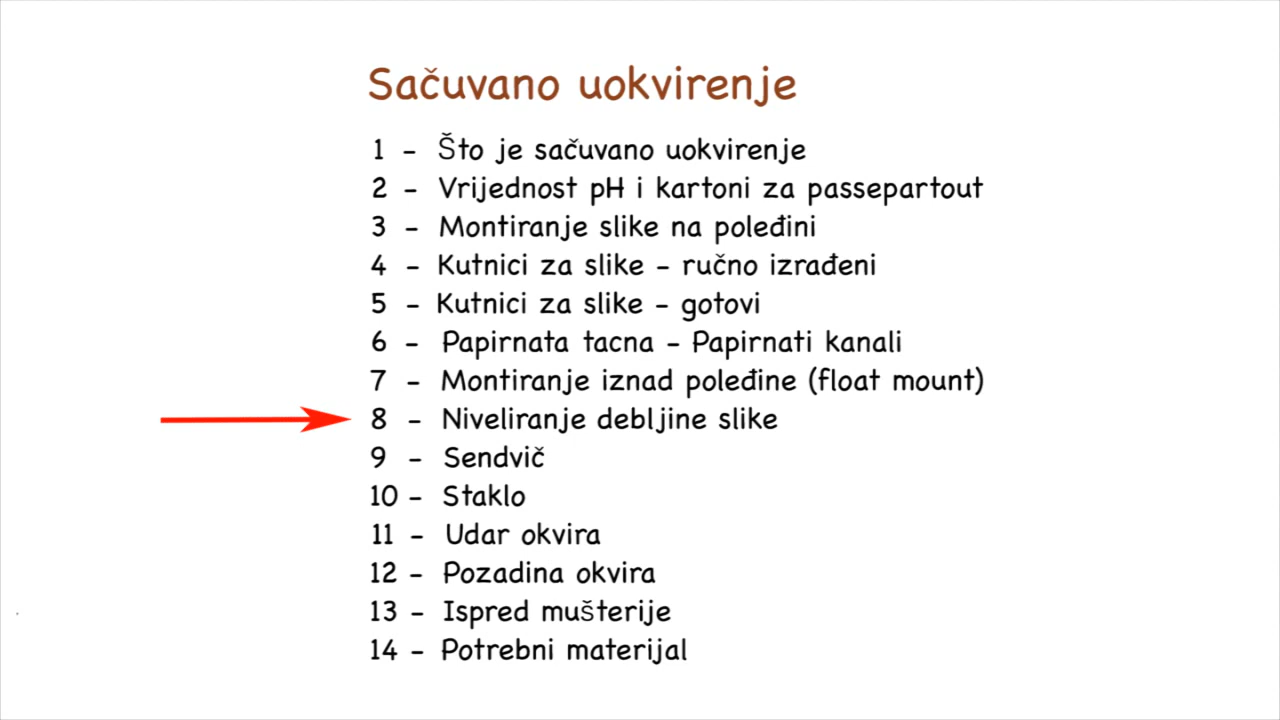 Sačuvano uokvirenje
1 - Što je sačuvano uokvirenje
2 - Vrijednost pH i kartoni za passepartout
3 - Montiranje slike na poleđini
4 - Kutnici za slike - ručno izrađeni
5 - Kutnici za slike - gotovi
6 - Papirnata tacna - Papirnati kanali
7 - Montiranje iznad poleđine (float mount)
8 - Niveliranje debljine slike
9 - Sendvič
10 - Staklo
11 - Udar okvira
12 - Pozadina okvira
13 - Ispred mušterije
14 - Potrebni materijal